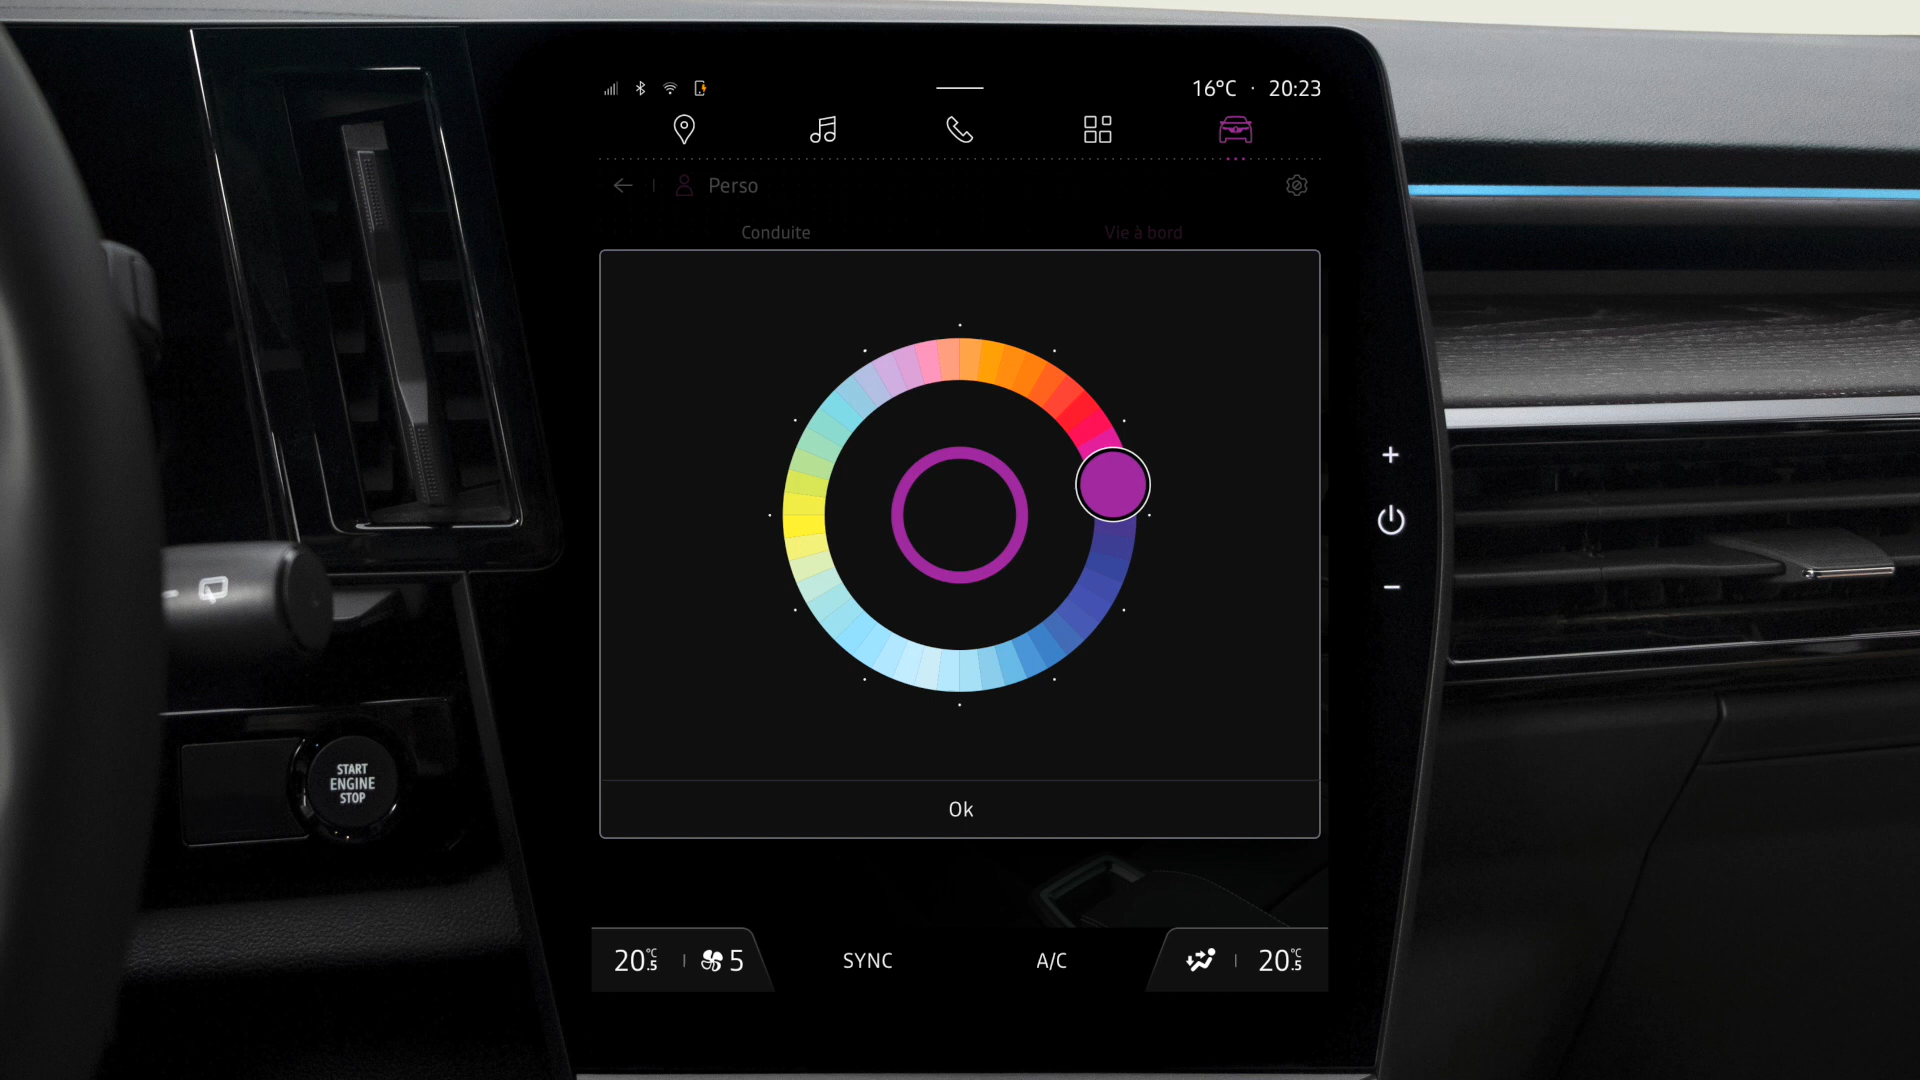 16°C · 20:23
Perso
Conduite
Vie à bord
Ok
20.5°C
5
SYNC
A/C
20.5°C
START
ENGINE
STOP